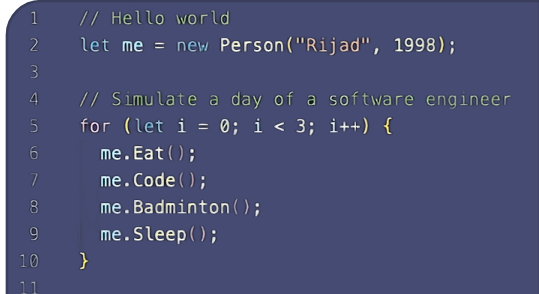 1 // Hello world
2 let me = new Person("Rijad", 1998);
3
4 // Simulate a day of a software engineer
5 for (let i = 0; i < 3; i++) {
6 me.Eat();
7 me.Code();
8 me.Badminton();
9 me.Sleep();
10 }
11